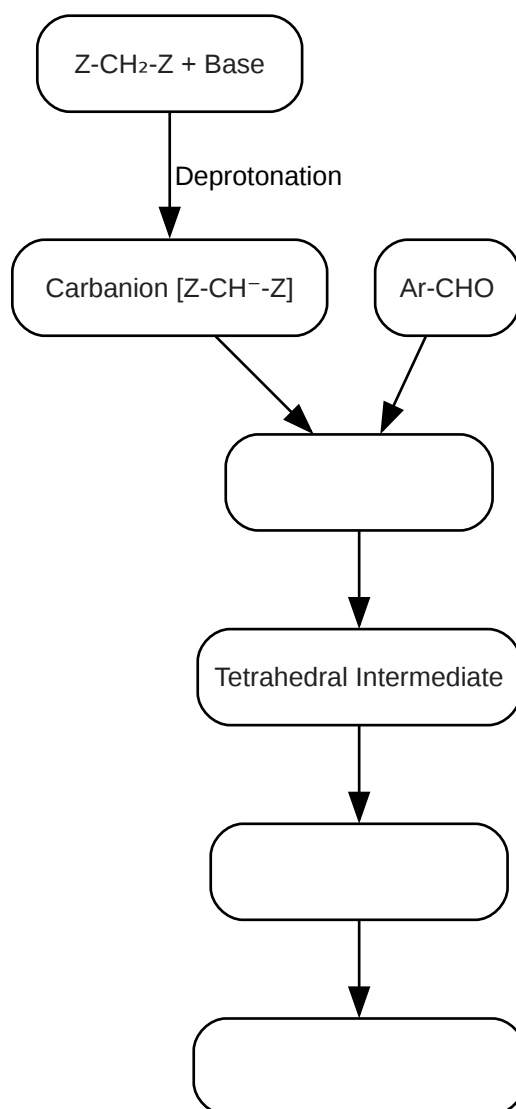 Z-CH₂-Z + Base
Deprotonation
Carbanion [Z-CH⁻-Z]
Ar-CHO
Tetrahedral Intermediate